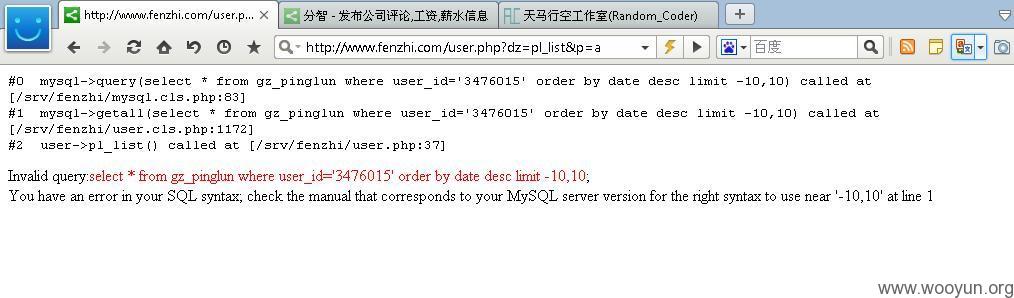 http://www.fenzhi.com/user.p...
分智 - 发布公司评论,工资,薪水信息
天马行空工作室(Random_Coder)
http://www.fenzhi.com/user.php?dz=pl_list&p=a
百度
#0  mysql->query(select * from gz_pinglun where user_id='3476015' order by date desc limit -10,10) called at
[/srv/fenzhi/mysql.cls.php:83]
#1  mysql->getall(select * from gz_pinglun where user_id='3476015' order by date desc limit -10,10) called at
[/srv/fenzhi/user.cls.php:1172]
#2  user->pl_list() called at [/srv/fenzhi/user.php:37]
Invalid query:select * from gz_pinglun where user_id='3476015' order by date desc limit -10,10;
You have an error in your SQL syntax; check the manual that corresponds to your MySQL server version for the right syntax to use near '-10,10' at line 1
www.wooyun.org